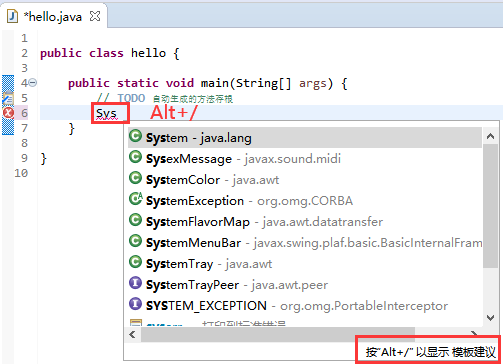 *hello.java
1
2 public class hello {
3
4 public static void main(String[] args) {
5 // TODO 自动生成的方法存根
6 Sys Alt+/
7 }
8
9 }
10
System - java.lang
SysexMessage - javax.sound.midi
SystemColor - java.awt
SystemException - org.omg.CORBA
SystemFlavorMap - java.awt.datatransfer
SystemMenuBar - javax.swing.plaf.basic.BasicInternalFram
SystemTray - java.awt
SystemTrayPeer - java.awt.peer
SYSTEM_EXCEPTION - org.omg.PortableInterceptor
按“Alt+/” 以显示 模板建议